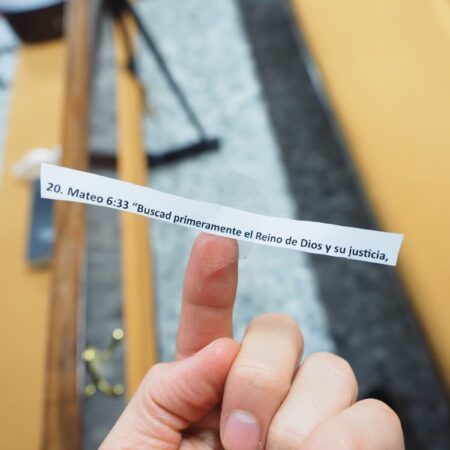 20. Mateo 6:33 “Buscad primeramente el Reino de Dios y su justicia,